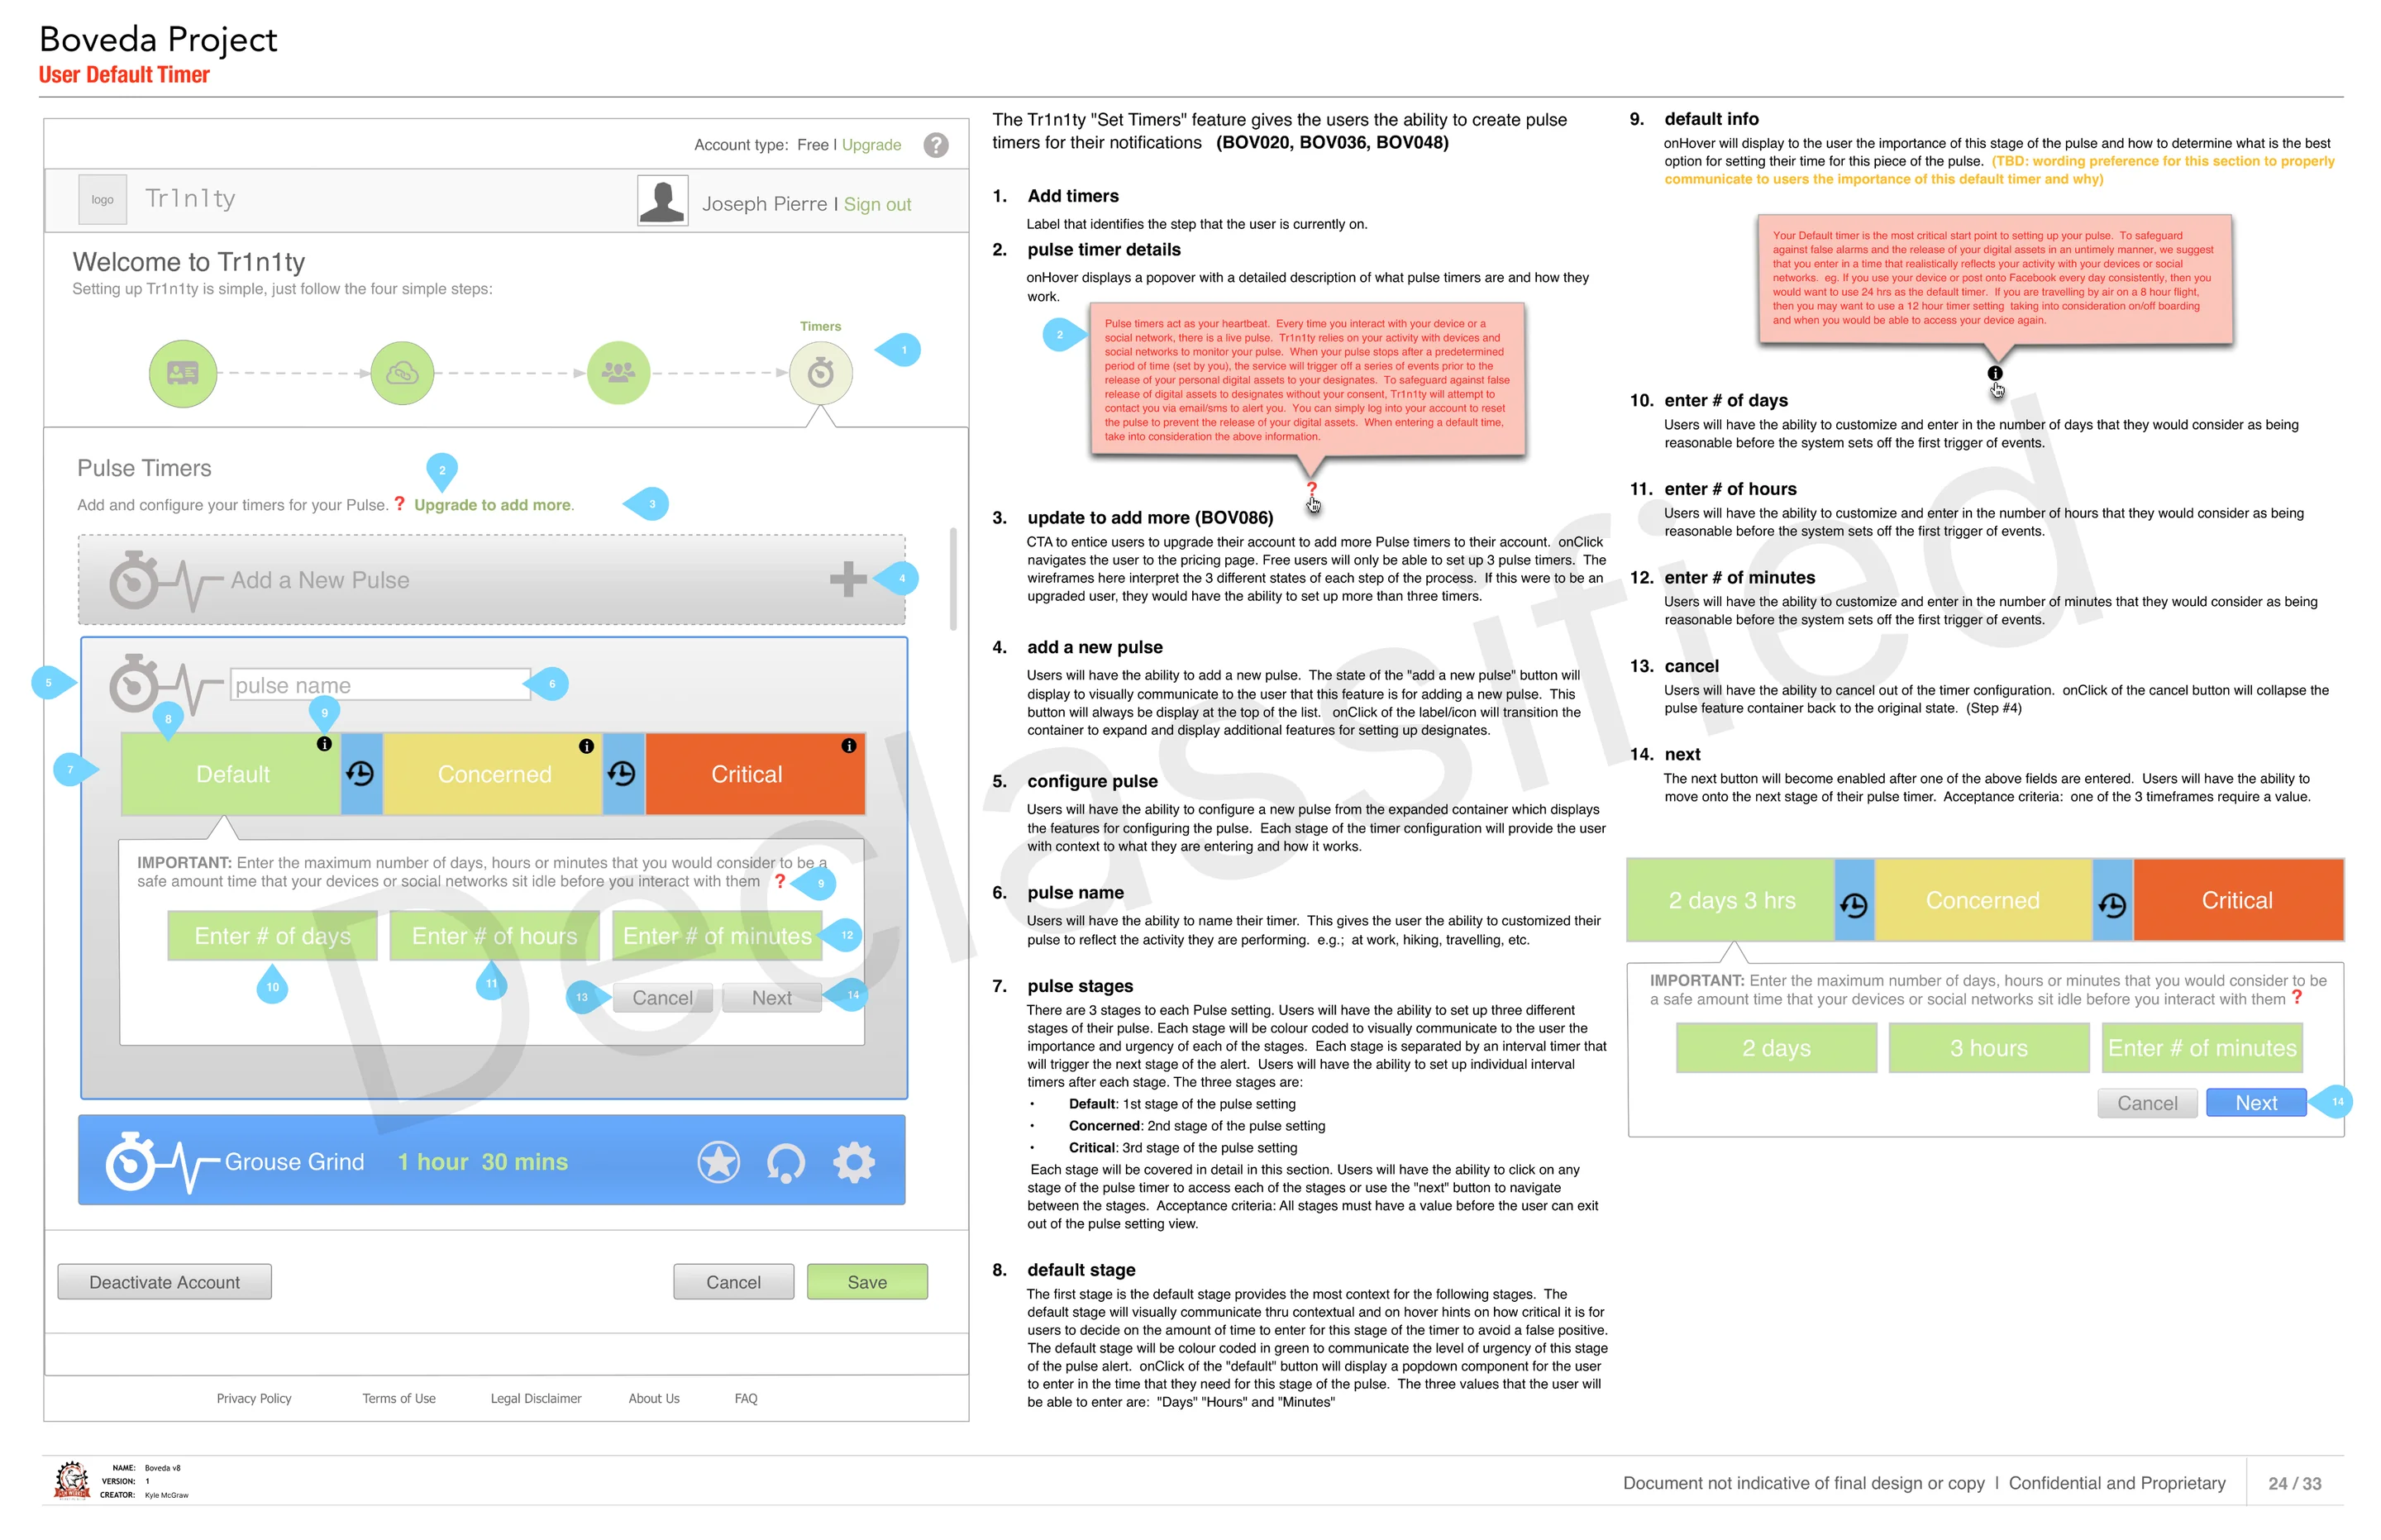 Boveda Project
User Default Timer
Account type: Free | Upgrade
?
logo
Tr1n1ty
Joseph Pierre | Sign out
Welcome to Tr1n1ty
Setting up Tr1n1ty is simple, just follow the four simple steps:
Timers
1
Pulse Timers
2
Add and configure your timers for your Pulse. ? Upgrade to add more.
3
Add a New Pulse
4
5
pulse name
6
8
9
7
Default
Concerned
Critical
IMPORTANT: Enter the maximum number of days, hours or minutes that you would consider to be a
safe amount time that your devices or social networks sit idle before you interact with them ?
9
Enter # of days
Enter # of hours
Enter # of minutes
12
10
11
13
Cancel
Next
14
Grouse Grind 1 hour 30 mins
Deactivate Account
Cancel
Save
Privacy Policy
Terms of Use
Legal Disclaimer
About Us
FAQ
The Tr1n1ty "Set Timers" feature gives the users the ability to create pulse
timers for their notifications (BOV020, BOV036, BOV048)
1. Add timers
Label that identifies the step that the user is currently on.
2. pulse timer details
onHover displays a popover with a detailed description of what pulse timers are and how they
work.
2
Pulse timers act as your heartbeat. Every time you interact with your device or a
social network, there is a live pulse. Tr1n1ty relies on your activity with devices and
social networks to monitor your pulse. When your pulse stops after a predetermined
period of time (set by you), the service will trigger off a series of events prior to the
release of your personal digital assets to your designates. To safeguard against false
release of digital assets to designates without your consent, Tr1n1ty will attempt to
contact you via email/sms to alert you. You can simply log into your account to reset
the pulse to prevent the release of your digital assets. When entering a default time,
take into consideration the above information.
?
3. update to add more (BOV086)
CTA to entice users to upgrade their account to add more Pulse timers to their account. onClick
navigates the user to the pricing page. Free users will only be able to set up 3 pulse timers. The
wireframes here interpret the 3 different states of each step of the process. If this were to be an
upgraded user, they would have the ability to set up more than three timers.
4. add a new pulse
Users will have the ability to add a new pulse. The state of the "add a new pulse" button will
display to visually communicate to the user that this feature is for adding a new pulse. This
button will always be display at the top of the list. onClick of the label/icon will transition the
container to expand and display additional features for setting up designates.
5. configure pulse
Users will have the ability to configure a new pulse from the expanded container which displays
the features for configuring the pulse. Each stage of the timer configuration will provide the user
with context to what they are entering and how it works.
6. pulse name
Users will have the ability to name their timer. This gives the user the ability to customized their
pulse to reflect the activity they are performing. e.g.; at work, hiking, travelling, etc.
7. pulse stages
There are 3 stages to each Pulse setting. Users will have the ability to set up three different
stages of their pulse. Each stage will be colour coded to visually communicate to the user the
importance and urgency of each of the stages. Each stage is separated by an interval timer that
will trigger the next stage of the alert. Users will have the ability to set up individual interval
timers after each stage. The three stages are:
• Default: 1st stage of the pulse setting
• Concerned: 2nd stage of the pulse setting
• Critical: 3rd stage of the pulse setting
Each stage will be covered in detail in this section. Users will have the ability to click on any
stage of the pulse timer to access each of the stages or use the "next" button to navigate
between the stages. Acceptance criteria: All stages must have a value before the user can exit
out of the pulse setting view.
8. default stage
The first stage is the default stage provides the most context for the following stages. The
default stage will visually communicate thru contextual and on hover hints on how critical it is for
users to decide on the amount of time to enter for this stage of the timer to avoid a false positive.
The default stage will be colour coded in green to communicate the level of urgency of this stage
of the pulse alert. onClick of the "default" button will display a popdown component for the user
to enter in the time that they need for this stage of the pulse. The three values that the user will
be able to enter are: "Days" "Hours" and "Minutes"
9. default info
onHover will display to the user the importance of this stage of the pulse and how to determine what is the best
option for setting their time for this piece of the pulse. (TBD: wording preference for this section to properly
communicate to users the importance of this default timer and why)
Your Default timer is the most critical start point to setting up your pulse. To safeguard
against false alarms and the release of your digital assets in an untimely manner, we suggest
that you enter in a time that realistically reflects your activity with your devices or social
networks. eg. If you use your device or post onto Facebook every day consistently, then you
would want to use 24 hrs as the default timer. If you are travelling by air on a 8 hour flight,
then you may want to use a 12 hour timer setting taking into consideration on/off boarding
and when you would be able to access your device again.
10. enter # of days
Users will have the ability to customize and enter in the number of days that they would consider as being
reasonable before the system sets off the first trigger of events.
11. enter # of hours
Users will have the ability to customize and enter in the number of hours that they would consider as being
reasonable before the system sets off the first trigger of events.
12. enter # of minutes
Users will have the ability to customize and enter in the number of minutes that they would consider as being
reasonable before the system sets off the first trigger of events.
13. cancel
Users will have the ability to cancel out of the timer configuration. onClick of the cancel button will collapse the
pulse feature container back to the original state. (Step #4)
14. next
The next button will become enabled after one of the above fields are entered. Users will have the ability to
move onto the next stage of their pulse timer. Acceptance criteria: one of the 3 timeframes require a value.
2 days 3 hrs
Concerned
Critical
IMPORTANT: Enter the maximum number of days, hours or minutes that you would consider to be
a safe amount time that your devices or social networks sit idle before you interact with them ?
2 days
3 hours
Enter # of minutes
Cancel
Next
14
Declassified
NAME: Boveda v8
VERSION: 1
CREATOR: Kyle McGraw
Document not indicative of final design or copy | Confidential and Proprietary
24 / 33